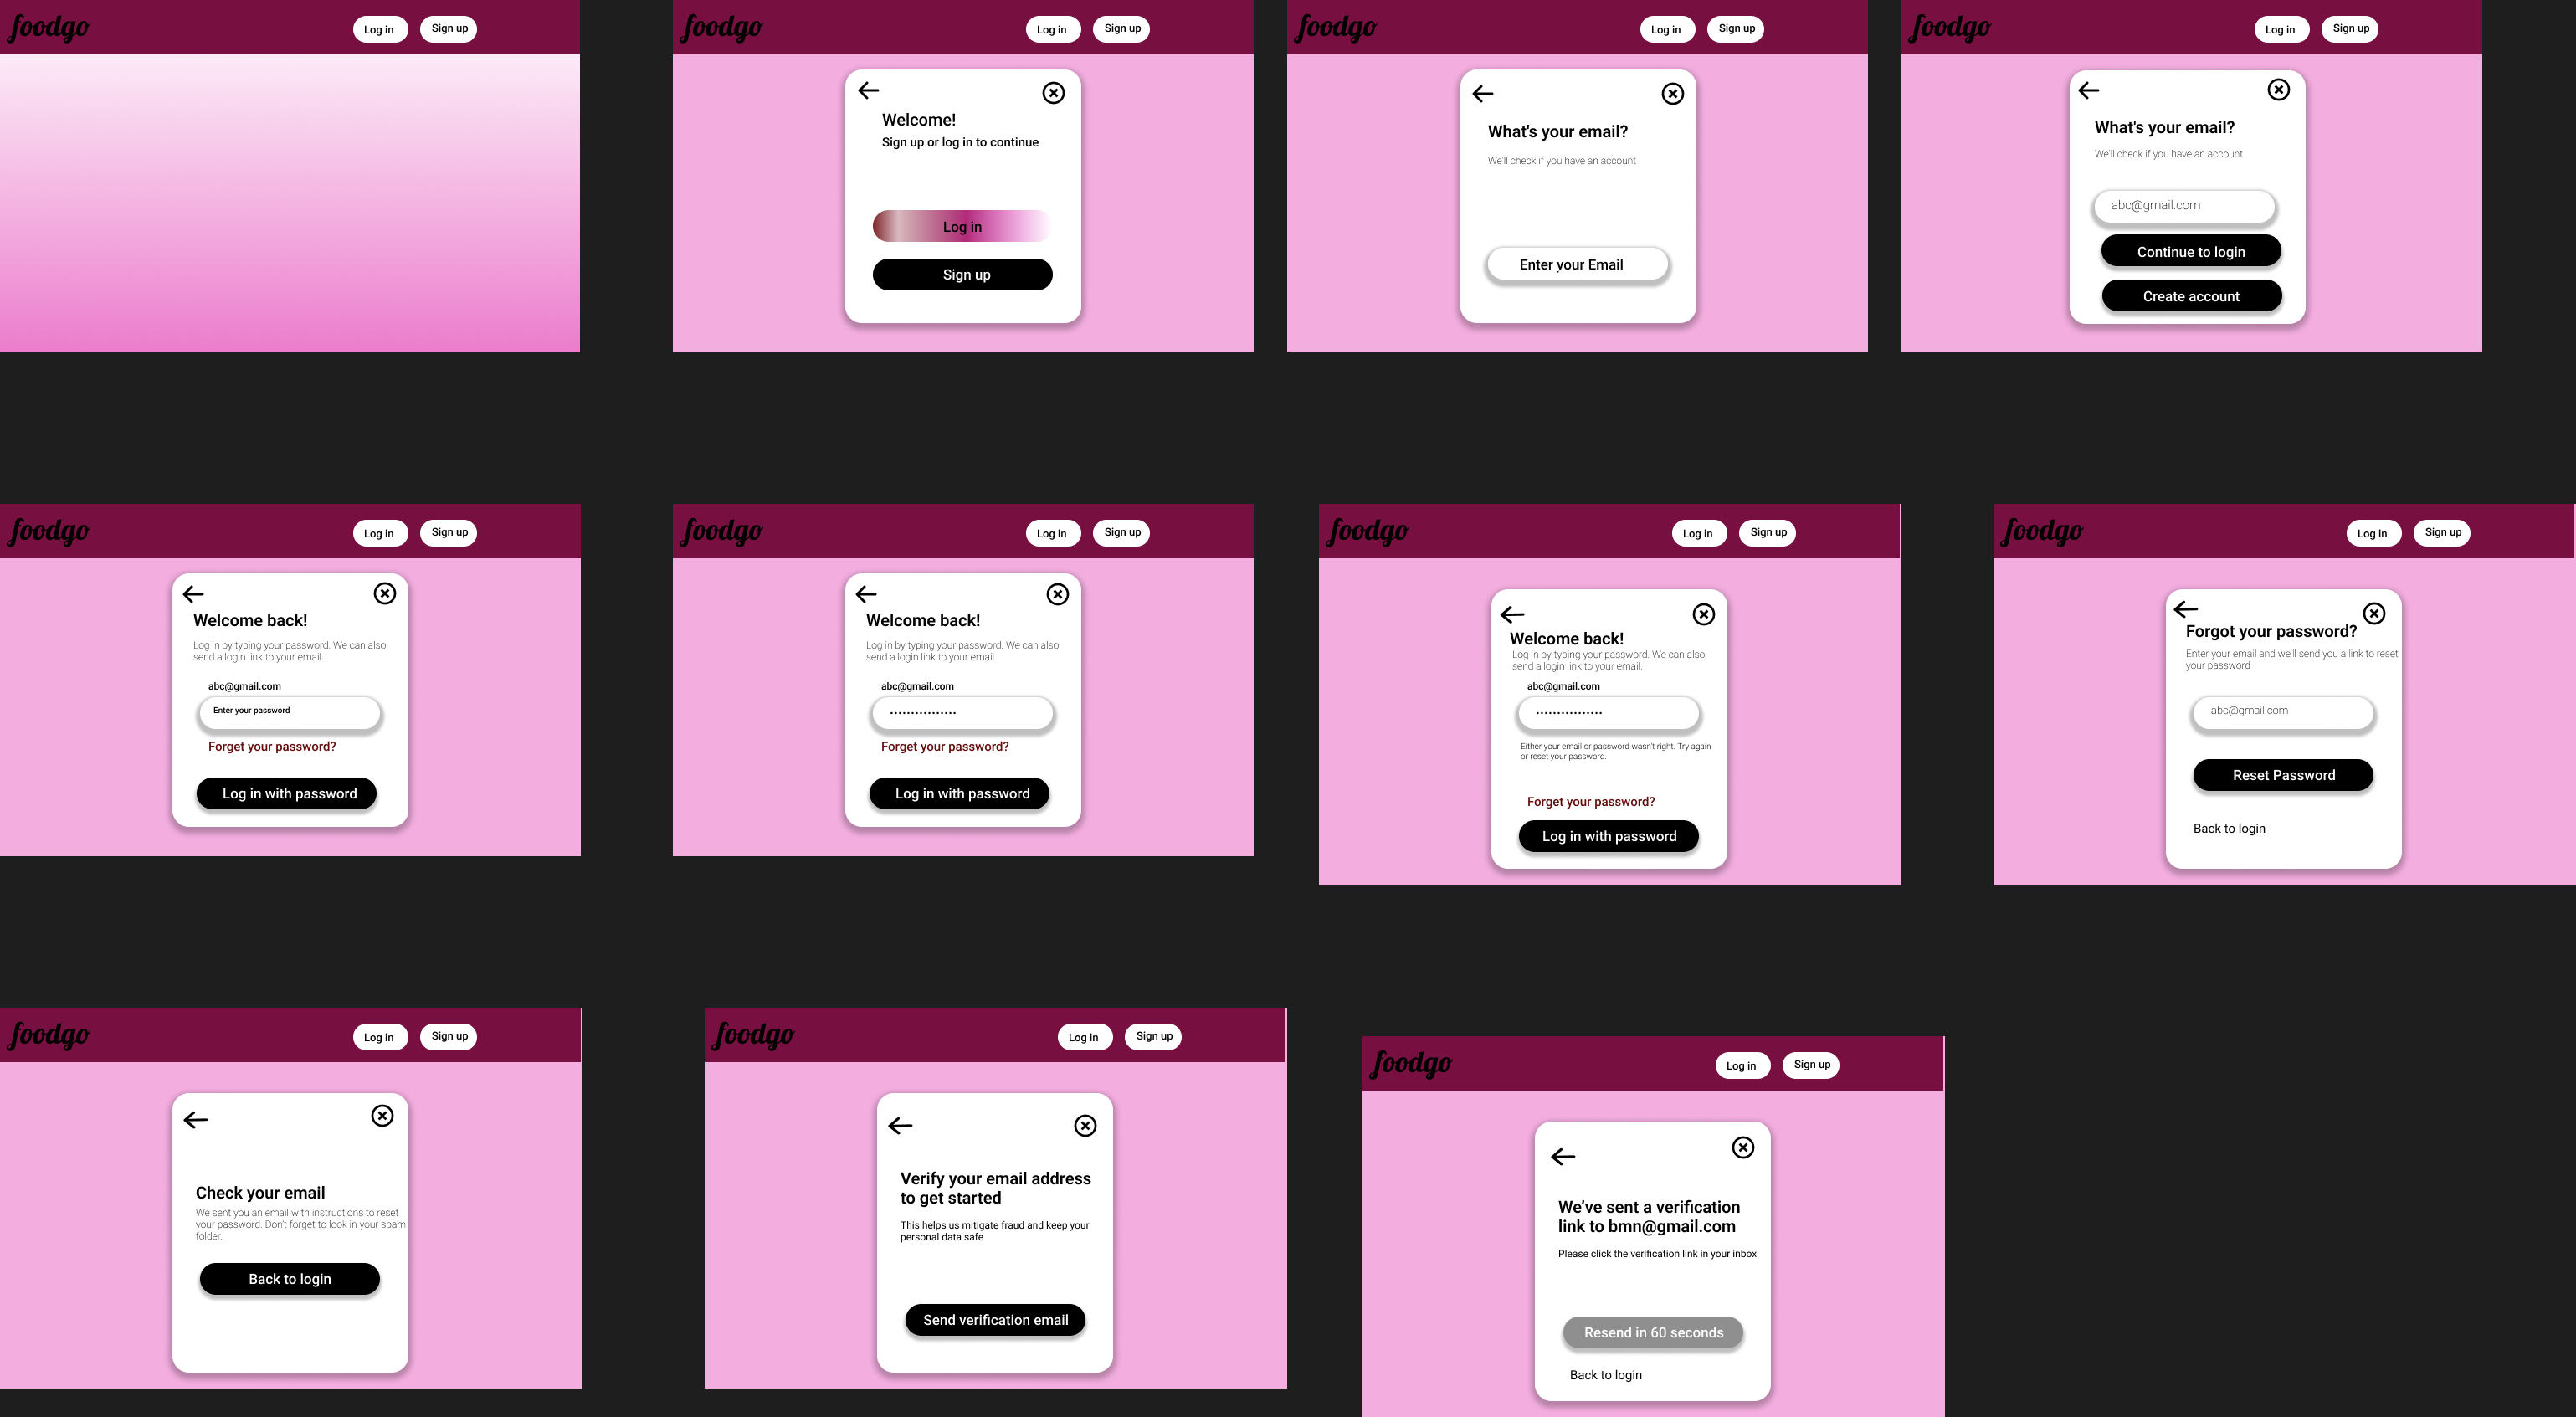 foodgo
Log in
Sign up
foodgo
Log in
Sign up
Welcome!
Sign up or log in to continue
Log in
Sign up
foodgo
Log in
Sign up
What's your email?
We'll check if you have an account
Enter your Email
foodgo
Log in
Sign up
What's your email?
We'll check if you have an account
abc@gmail.com
Continue to login
Create account
foodgo
Log in
Sign up
Welcome back!
Log in by typing your password. We can also
send a login link to your email.
abc@gmail.com
Enter your password
Forget your password?
Log in with password
foodgo
Log in
Sign up
Welcome back!
Log in by typing your password. We can also
send a login link to your email.
abc@gmail.com
................
Forget your password?
Log in with password
foodgo
Log in
Sign up
Welcome back!
Log in by typing your password. We can also
send a login link to your email.
abc@gmail.com
................
Either your email or password wasn't right. Try again
or reset your password.
Forget your password?
Log in with password
foodgo
Log in
Sign up
Forgot your password?
Enter your email and we'll send you a link to reset
your password
abc@gmail.com
Reset Password
Back to login
foodgo
Log in
Sign up
Check your email
We sent you an email with instructions to reset
your password. Don't forget to look in your spam
folder.
Back to login
foodgo
Log in
Sign up
Verify your email address
to get started
This helps us mitigate fraud and keep your
personal data safe
Send verification email
foodgo
Log in
Sign up
We've sent a verification
link to bmn@gmail.com
Please click the verification link in your inbox
Resend in 60 seconds
Back to login